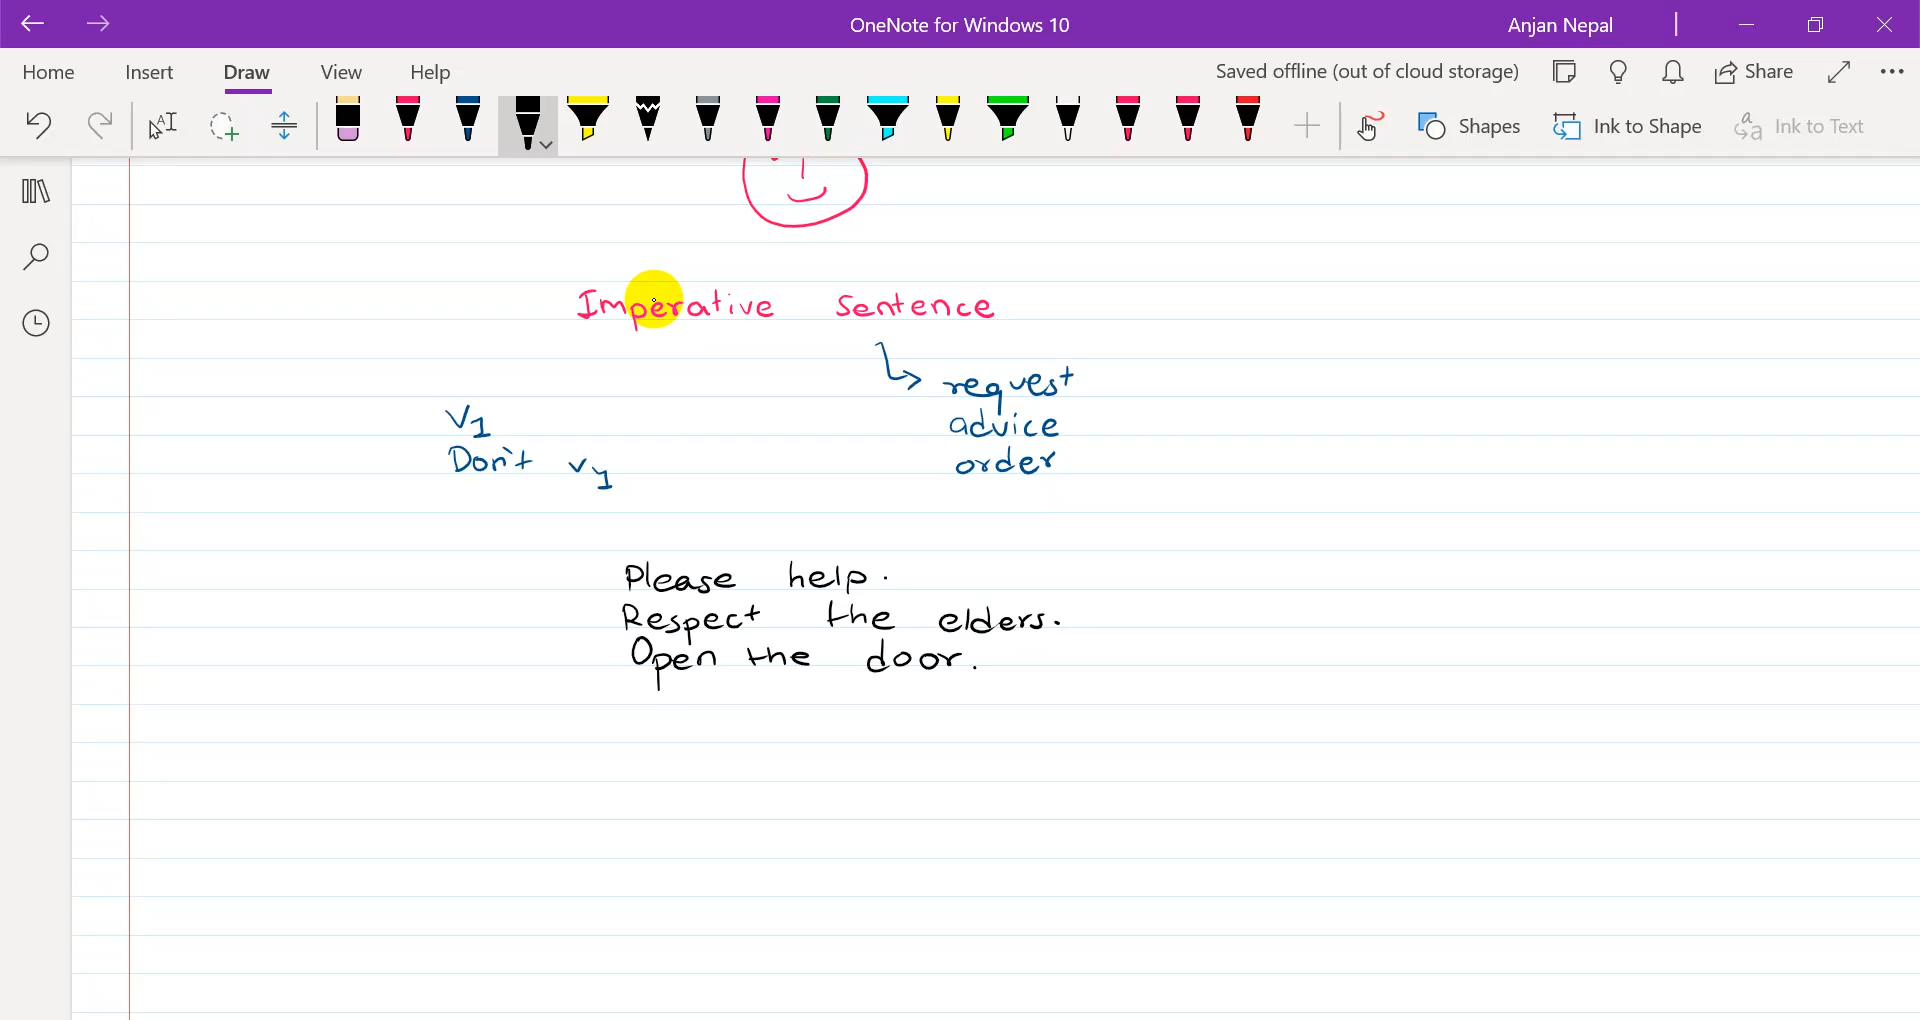 OneNote for Windows 10
Anjan Nepal
Home Insert Draw View Help
Saved offline (out of cloud storage)
Share
Shapes
Ink to Shape
Ink to Text
Imperative Sentence
request
advice
order
V1
Don't V1
Please help.
Respect the elders.
Open the door.